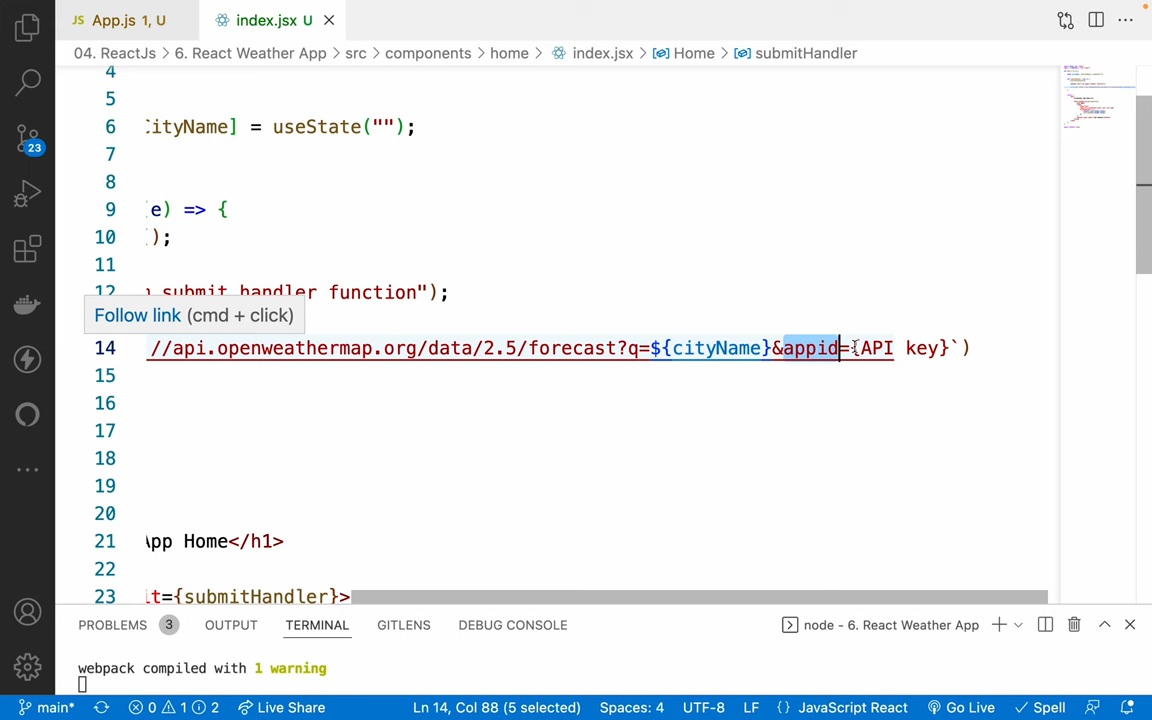 App.js 1, U
index.jsx U
04. ReactJs > 6. React Weather App > src > components > home > index.jsx > Home > submitHandler
4
5
6 cityName] = useState("");
7
8
9 e) => {
10 );
11
12 submit handler function");
Follow link (cmd + click)
14 //api.openweathermap.org/data/2.5/forecast?q=${cityName}&appid={API key}`)
15
16
17
18
19
20
21 App Home</h1>
22
23 it={submitHandler}>
23
PROBLEMS 3 OUTPUT TERMINAL GITLENS DEBUG CONSOLE node - 6. React Weather App
webpack compiled with 1 warning
main* 0 1 2 Live Share Ln 14, Col 88 (5 selected) Spaces: 4 UTF-8 LF {} JavaScript React Go Live Spell